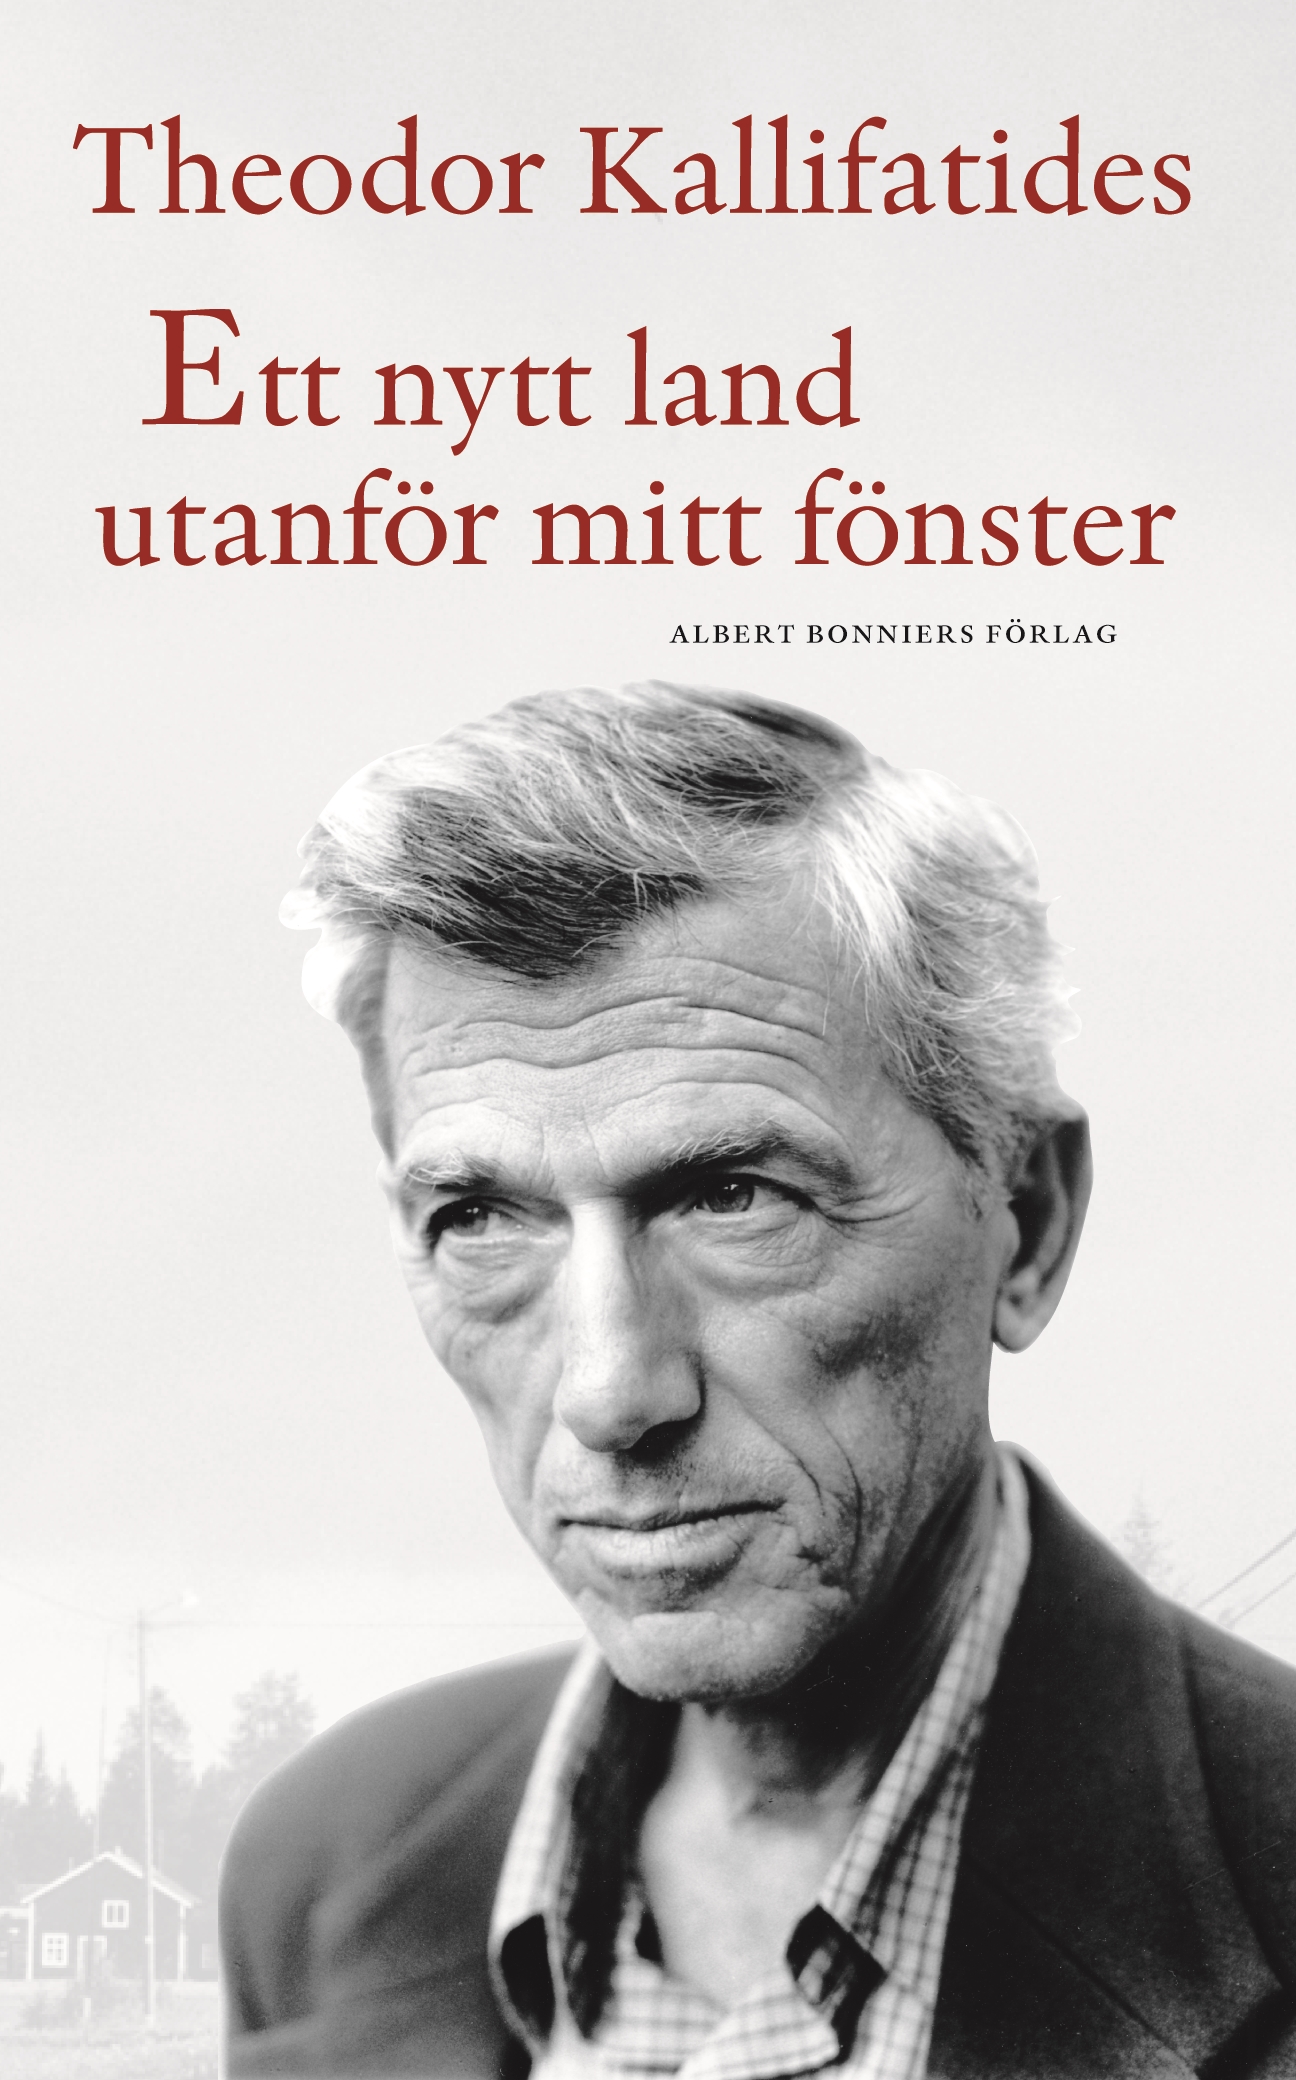 Theodor Kallifatides
Ett nytt land
utanför mitt fönster
ALBERT BONNIERS FÖRLAG